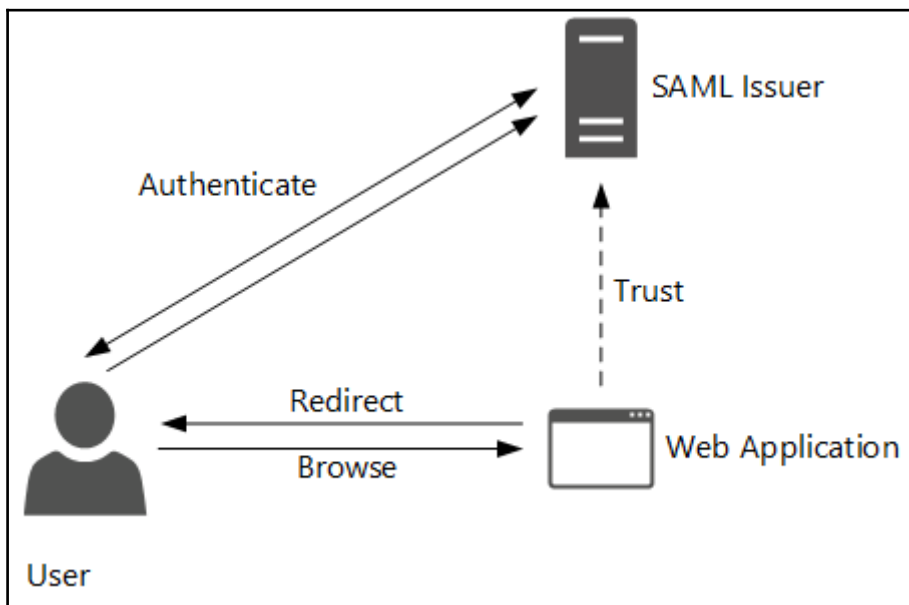 SAML Issuer
Authenticate
Trust
Redirect
Web Application
Browse
User